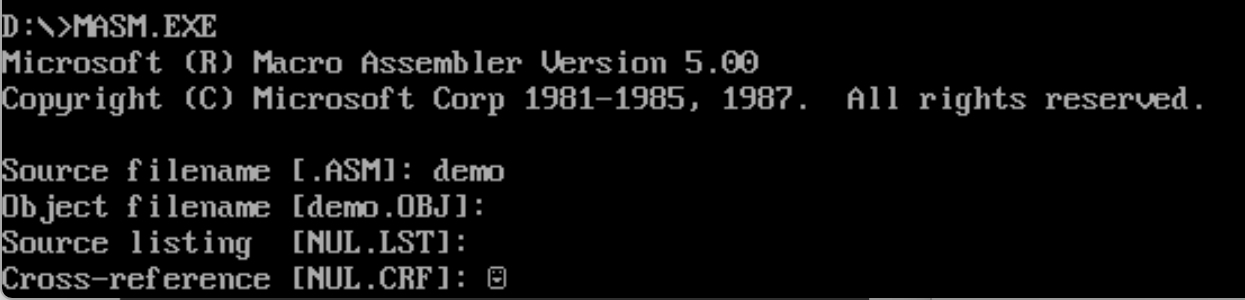 D:\>MASM.EXE
Microsoft (R) Macro Assembler Version 5.00
Copyright (C) Microsoft Corp 1981-1985, 1987.  All rights reserved.
Source filename [.ASM]: demo
Object filename [demo.OBJ]:
Source listing  [NUL.LST]:
Cross-reference [NUL.CRF]: ☺